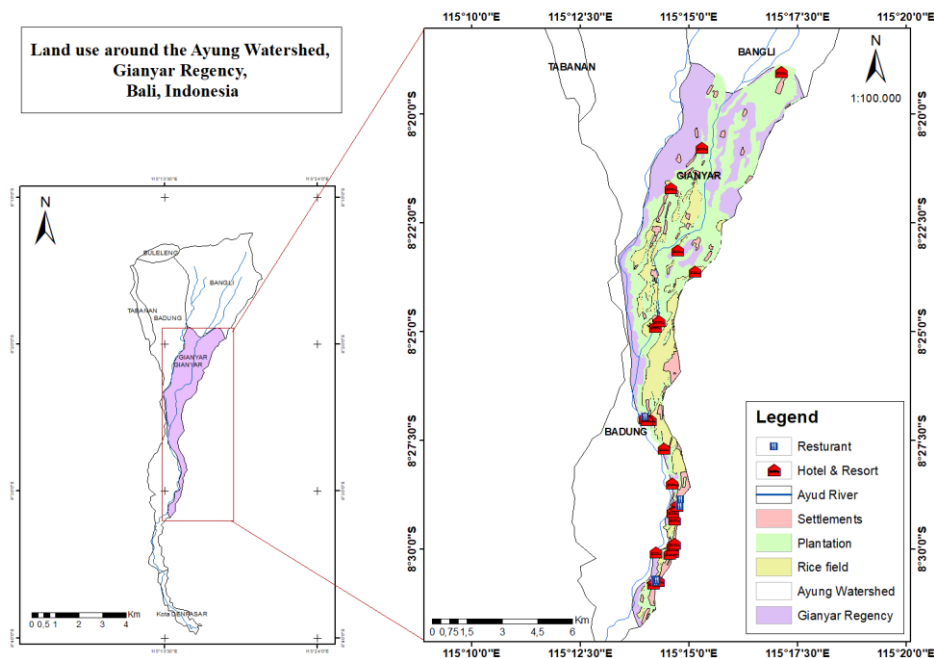 Land use around the Ayung Watershed,
Gianyar Regency,
Bali, Indonesia
N
BULELENG
BANGLI
TABANAN
BADUNG
GIANYAR
GIANYAR
Kota DENPASAR
Km
0 0,5 1 2 3 4
115°10'0"E 115°12'30"E 115°15'0"E 115°17'30"E 115°20'0"E
BANGLI
TABANAN
N
1:100.000
8°20'0"S 8°20'0"S
GIANYAR
8°22'30"S 8°22'30"S
8°25'0"S 8°25'0"S
BADUNG
8°27'30"S 8°27'30"S
8°30'0"S 8°30'0"S
Legend
Resturant
Hotel & Resort
Ayud River
Settlements
Plantation
Rice field
Ayung Watershed
Gianyar Regency
Km
0 0,75 1,5 3 4,5 6
115°10'0"E 115°12'30"E 115°15'0"E 115°17'30"E 115°20'0"E